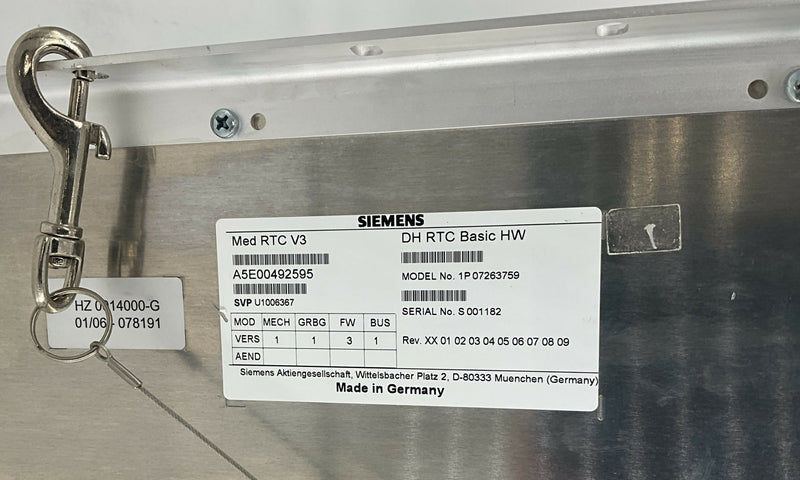 SIEMENS
Med RTC V3
DH RTC Basic HW
A5E00492595
MODEL No. 1P 07263759
SVP U1006367
SERIAL No. S 001182
MOD MECH GRBG FW BUS
VERS 1 1 3 1
AEND
Rev. XX 01 02 03 04 05 06 07 08 09
Siemens Aktiengesellschaft, Wittelsbacher Platz 2, D-80333 Muenchen (Germany)
Made in Germany
HZ 0014000-G
01/06 - 078191